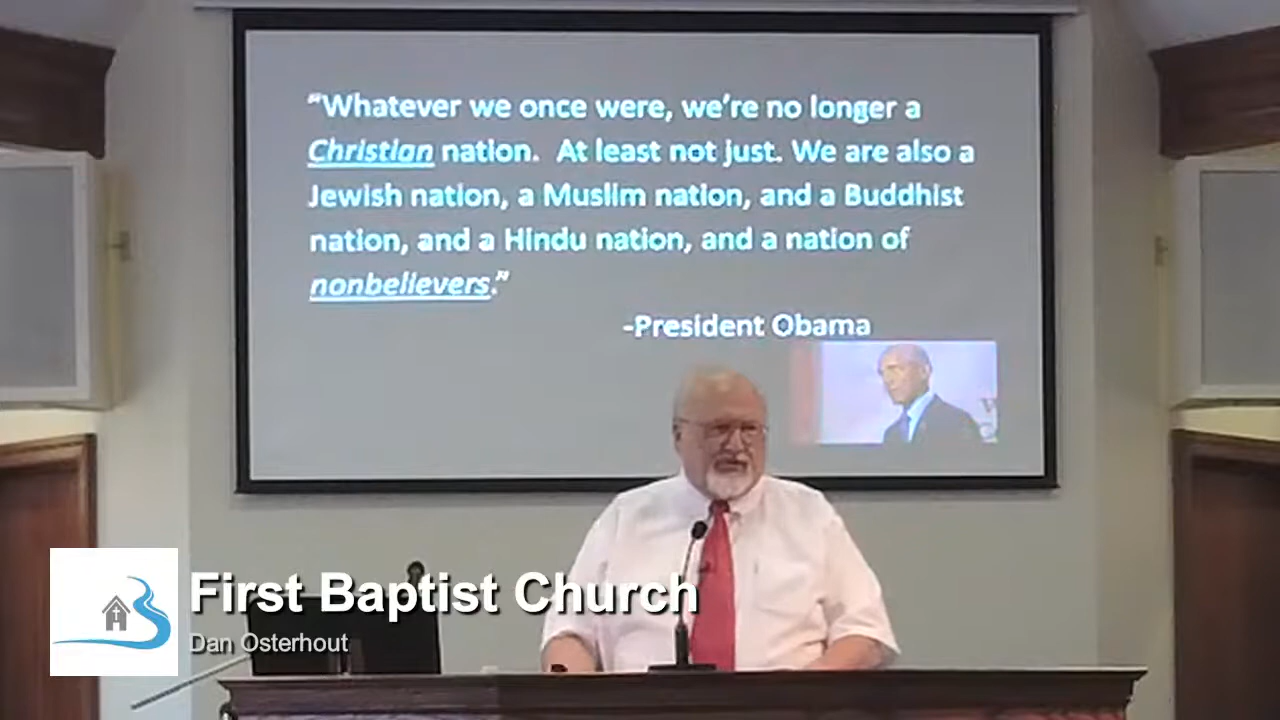 “Whatever we once were, we’re no longer a
Christian nation.  At least not just. We are also a
Jewish nation, a Muslim nation, and a Buddhist
nation, and a Hindu nation, and a nation of
nonbelievers.”
-President Obama
First Baptist Church
Dan Osterhout